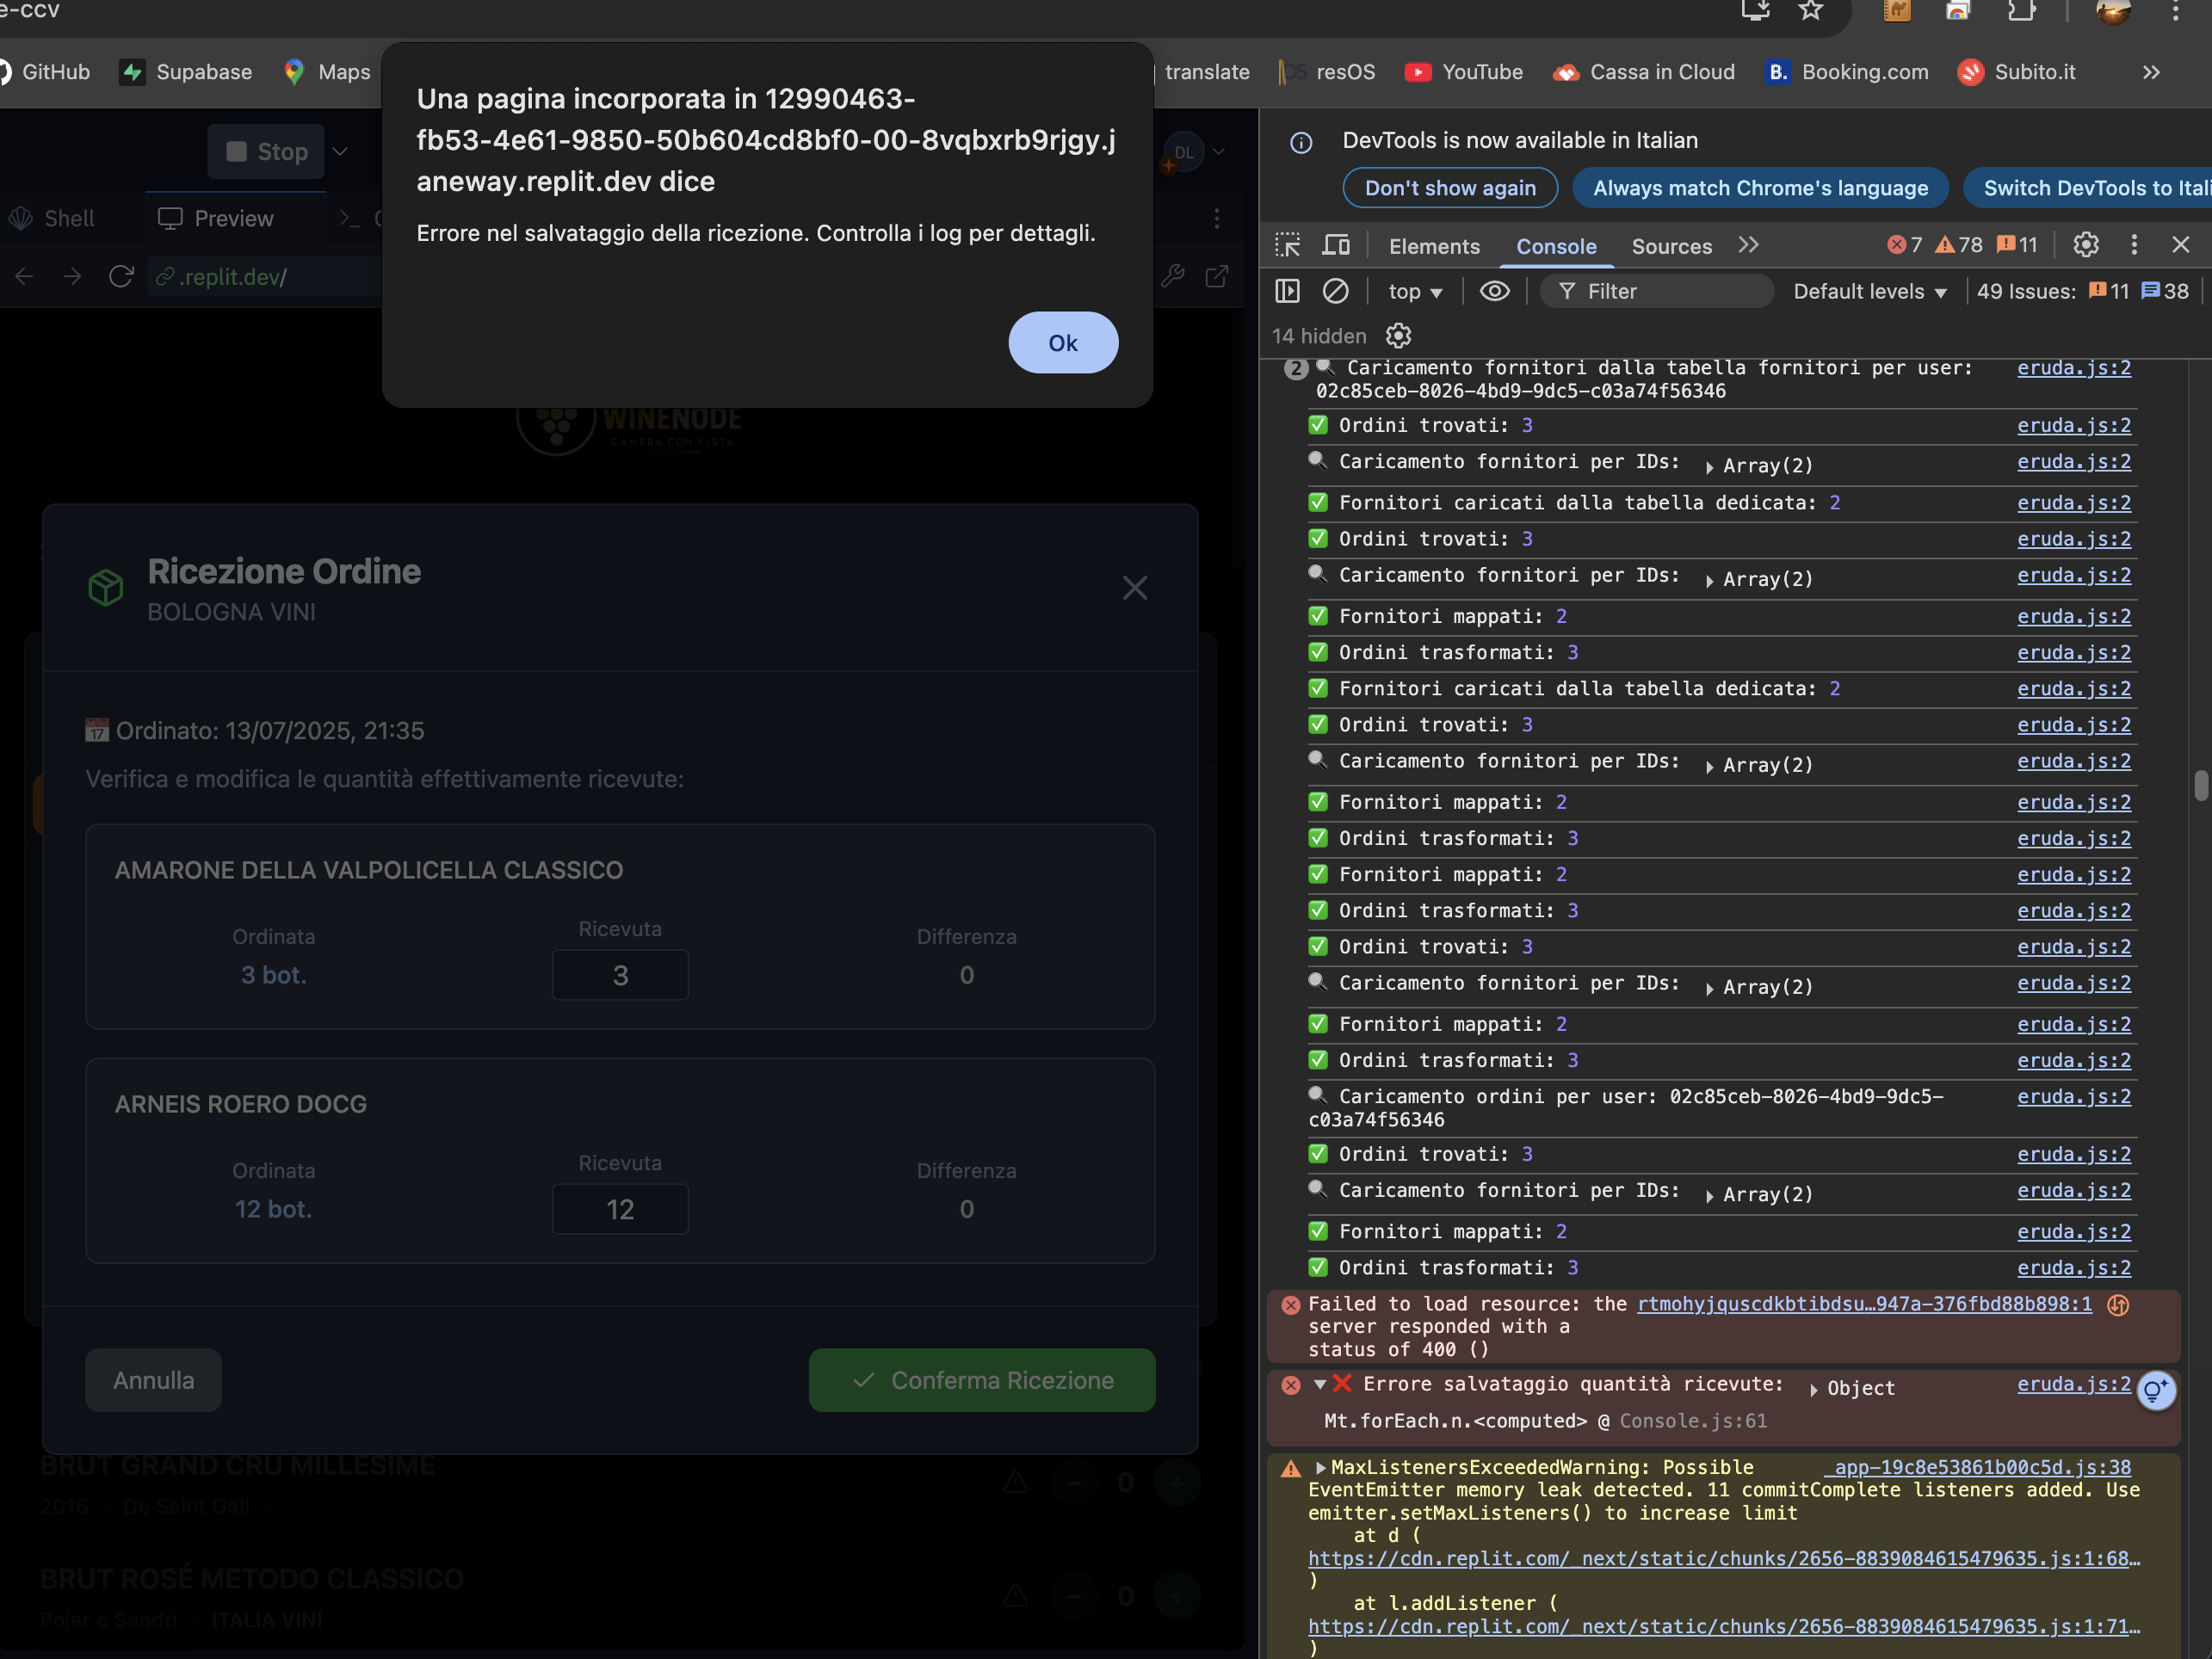 e-ccv
GitHub
Supabase
Maps
translate
resOS
YouTube
Cassa in Cloud
B.
Booking.com
Subito.it
Una pagina incorporata in 12990463-
fb53-4e61-9850-50b604cd8bf0-00-8vqbxrb9rjgy.j
aneway.replit.dev dice
Errore nel salvataggio della ricezione. Controlla i log per dettagli.
Ok
Stop
DL
Shell
Preview
.replit.dev/
WINENODE
CAMERA CON VISTA
Ricezione Ordine
BOLOGNA VINI
17 Ordinato: 13/07/2025, 21:35
Verifica e modifica le quantità effettivamente ricevute:
AMARONE DELLA VALPOLICELLA CLASSICO
Ordinata Ricevuta Differenza
3 bot. 3 0
ARNEIS ROERO DOCG
Ordinata Ricevuta Differenza
12 bot. 12 0
Annulla
Conferma Ricezione
BRUT GRAND CRU MILLESIME
2016 · De Saint Gall ·
0
BRUT ROSÉ METODO CLASSICO
Pojer e Sandri · ITALIA VINI
0
DevTools is now available in Italian
Don't show again
Always match Chrome's language
Switch DevTools to Itali
Elements
Console
Sources
7 78 11
top
Filter
Default levels
49 Issues: 11 38
14 hidden
2 Caricamento fornitori dalla tabella fornitori per user: eruda.js:2
02c85ceb-8026-4bd9-9dc5-c03a74f56346
Ordini trovati: 3 eruda.js:2
Caricamento fornitori per IDs: Array(2) eruda.js:2
Fornitori caricati dalla tabella dedicata: 2 eruda.js:2
Ordini trovati: 3 eruda.js:2
Caricamento fornitori per IDs: Array(2) eruda.js:2
Fornitori mappati: 2 eruda.js:2
Ordini trasformati: 3 eruda.js:2
Fornitori caricati dalla tabella dedicata: 2 eruda.js:2
Ordini trovati: 3 eruda.js:2
Caricamento fornitori per IDs: Array(2) eruda.js:2
Fornitori mappati: 2 eruda.js:2
Ordini trasformati: 3 eruda.js:2
Fornitori mappati: 2 eruda.js:2
Ordini trasformati: 3 eruda.js:2
Ordini trovati: 3 eruda.js:2
Caricamento fornitori per IDs: Array(2) eruda.js:2
Fornitori mappati: 2 eruda.js:2
Ordini trasformati: 3 eruda.js:2
Caricamento ordini per user: 02c85ceb-8026-4bd9-9dc5- eruda.js:2
c03a74f56346
Ordini trovati: 3 eruda.js:2
Caricamento fornitori per IDs: Array(2) eruda.js:2
Fornitori mappati: 2 eruda.js:2
Ordini trasformati: 3 eruda.js:2
Failed to load resource: the rtmohyjquscdkbtibdsu…947a-376fbd88b898:1
server responded with a
status of 400 ()
Errore salvataggio quantità ricevute: Object eruda.js:2
Mt.forEach.n.<computed> @ Console.js:61
MaxListenersExceededWarning: Possible _app-19c8e53861b00c5d.js:38
EventEmitter memory leak detected. 11 commitComplete listeners added. Use
emitter.setMaxListeners() to increase limit
at d (
https://cdn.replit.com/_next/static/chunks/2656-8839084615479635.js:1:68…
)
at l.addListener (
https://cdn.replit.com/_next/static/chunks/2656-8839084615479635.js:1:71…
)